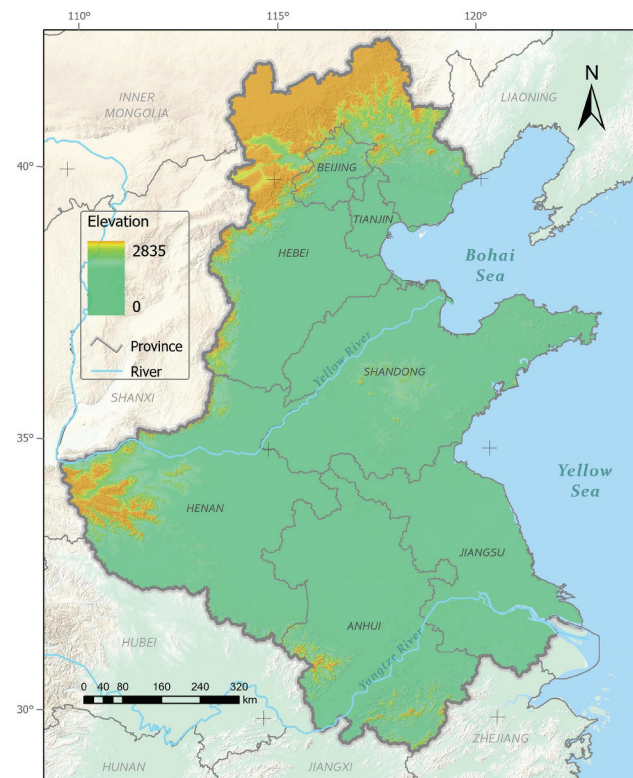 110°
115°
120°
N
INNER
MONGOLIA
LIAONING
40°
BEIJING
TIANJIN
Elevation
2835
0
Province
River
HEBEI
Bohai
Sea
Yellow River
SHANDONG
SHANXI
35°
Yellow
Sea
HENAN
JIANGSU
ANHUI
Yangtze River
HUBEI
0 40 80 160 240 320
km
30°
ZHEJIANG
HUNAN
JIANGXI